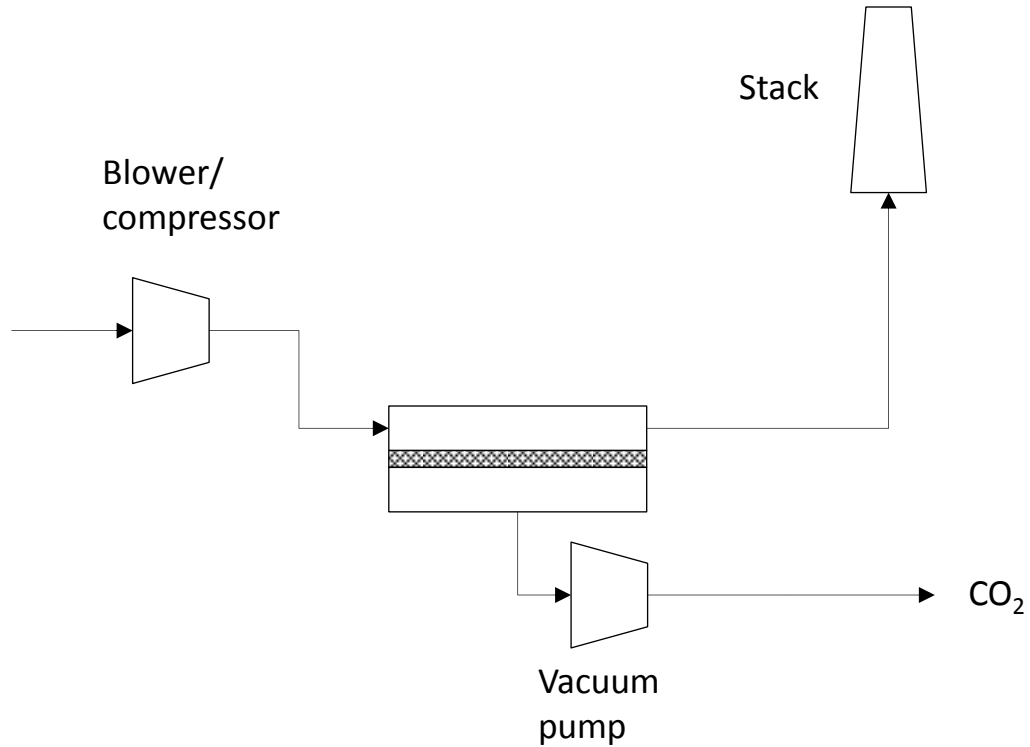 Stack
Blower/
compressor
CO₂
Vacuum
pump